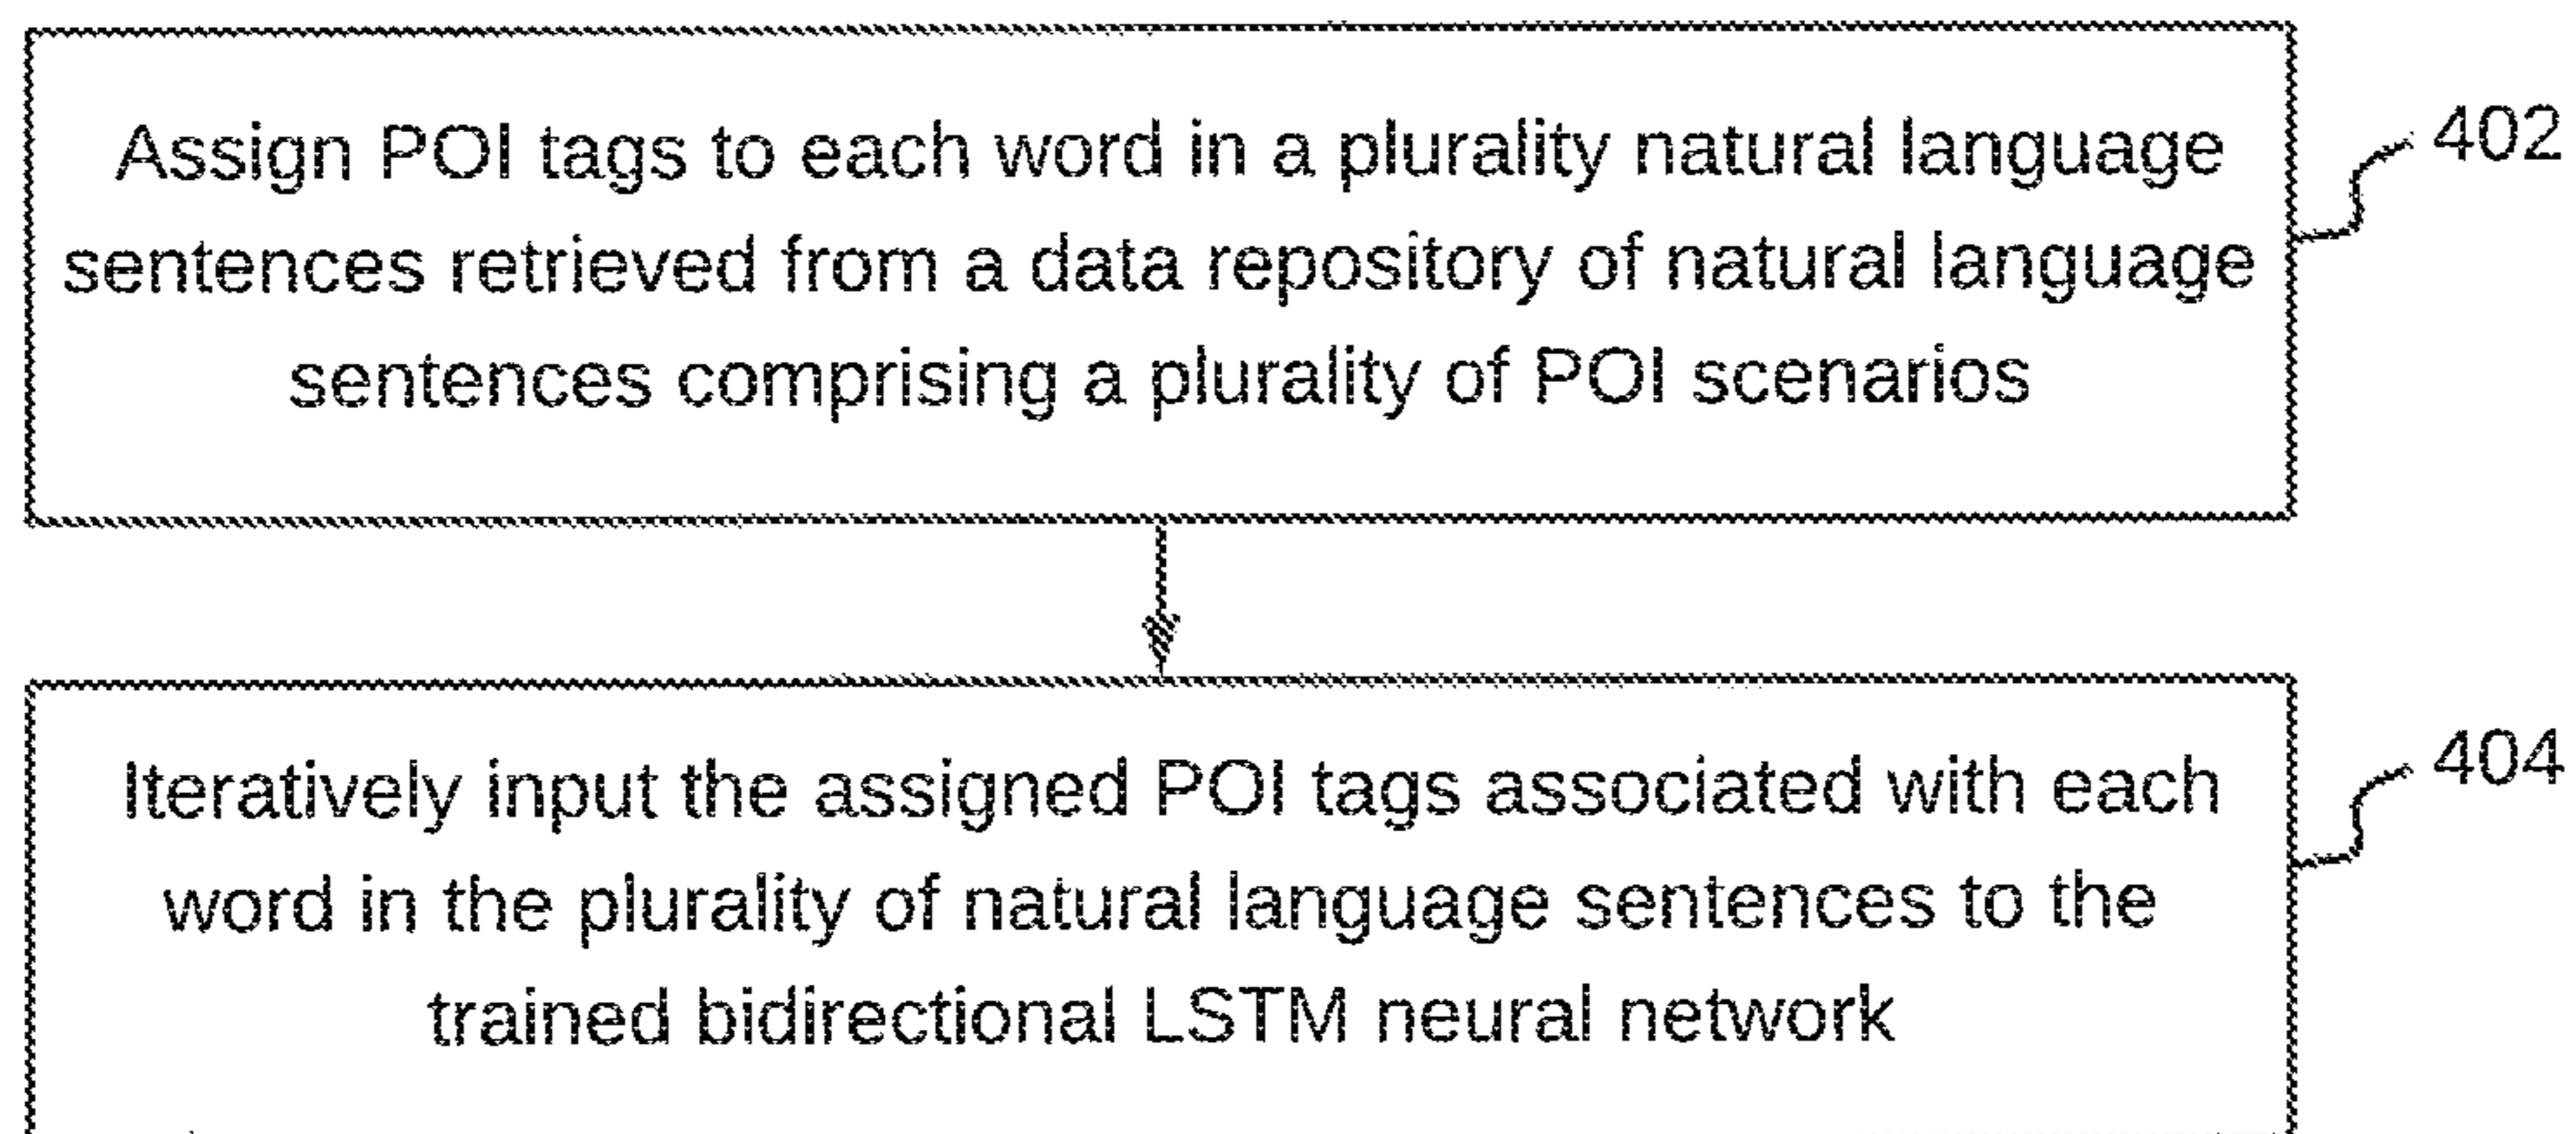 Assign POI tags to each word in a plurality natural language
sentences retrieved from a data repository of natural language
sentences comprising a plurality of POI scenarios
402
Iteratively input the assigned POI tags associated with each
word in the plurality of natural language sentences to the
trained bidirectional LSTM neural network
404